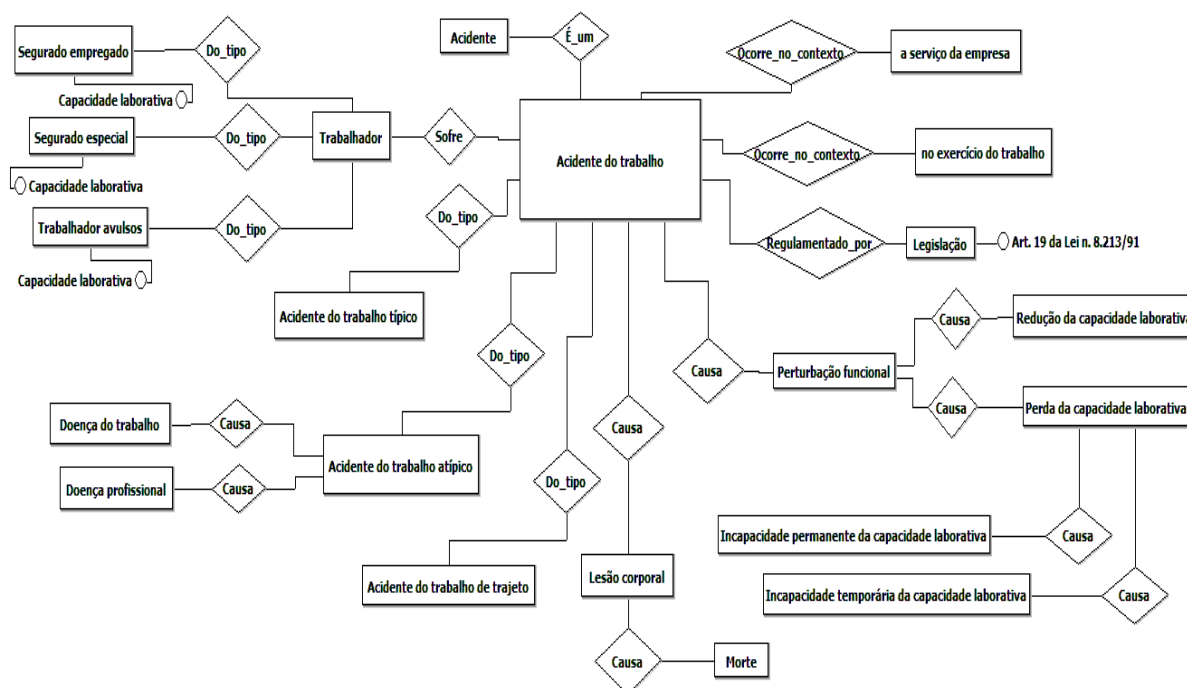 Acidente
É_um
Segurado empregado
Do_tipo
Ocorre_no_contexto
a serviço da empresa
Capacidade laborativa
Segurado especial
Do_tipo
Trabalhador
Sofre
Acidente do trabalho
Ocorre_no_contexto
no exercício do trabalho
Capacidade laborativa
Trabalhador avulsos
Do_tipo
Do_tipo
Regulamentado_por
Legislação
Art. 19 da Lei n. 8.213/91
Capacidade laborativa
Acidente do trabalho típico
Causa
Redução da capacidade laborativa
Do_tipo
Causa
Perturbação funcional
Causa
Perda da capacidade laborativa
Doença do trabalho
Causa
Causa
Acidente do trabalho atípico
Doença profissional
Causa
Do_tipo
Incapacidade permanente da capacidade laborativa
Causa
Acidente do trabalho de trajeto
Lesão corporal
Incapacidade temporária da capacidade laborativa
Causa
Causa
Morte